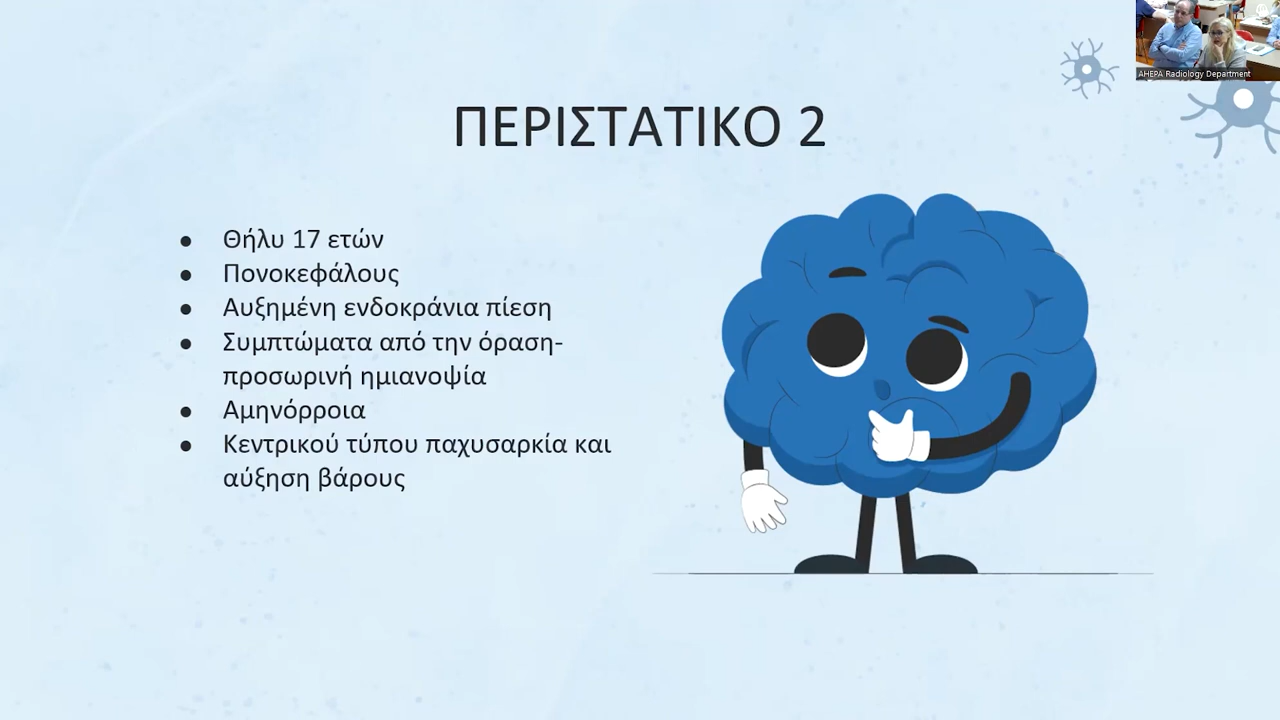 AHEPA Radiology Department
ΠΕΡΙΣΤΑΤΙΚΟ 2
● Θήλυ 17 ετών
● Πονοκεφάλους
● Αυξημένη ενδοκράνια πίεση
● Συμπτώματα από την όραση-
προσωρινή ημιανοψία
● Αμηνόρροια
● Κεντρικού τύπου παχυσαρκία και
αύξηση βάρους